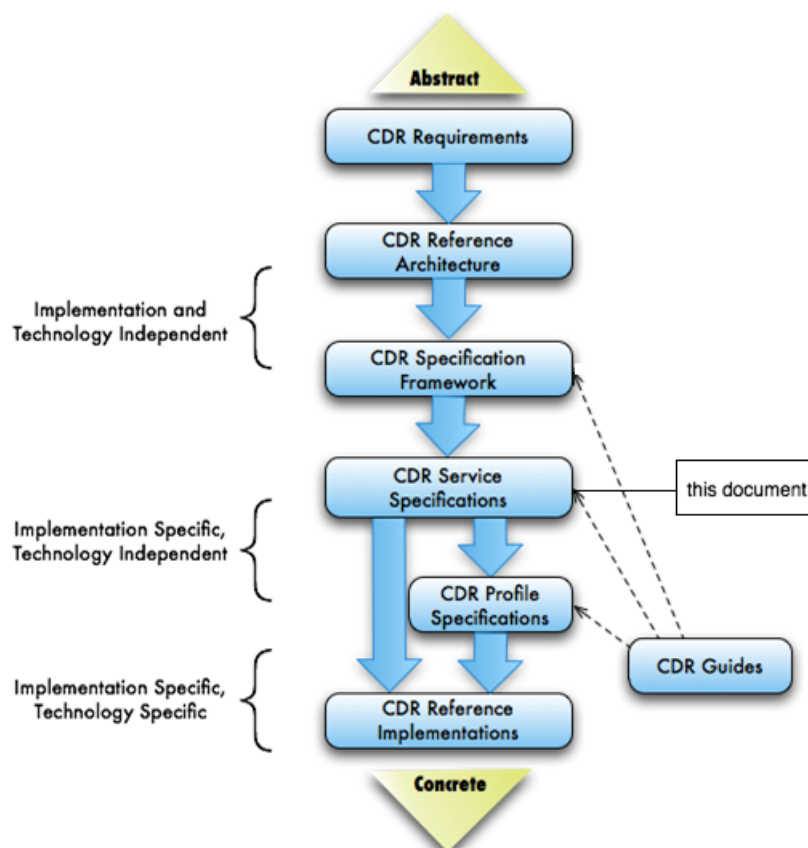 Abstract
CDR Requirements
CDR Reference
Architecture
Implementation and
Technology Independent
CDR Specification
Framework
CDR Service
Specifications
this document
Implementation Specific,
Technology Independent
CDR Profile
Specifications
CDR Guides
Implementation Specific,
Technology Specific
CDR Reference
Implementations
Concrete